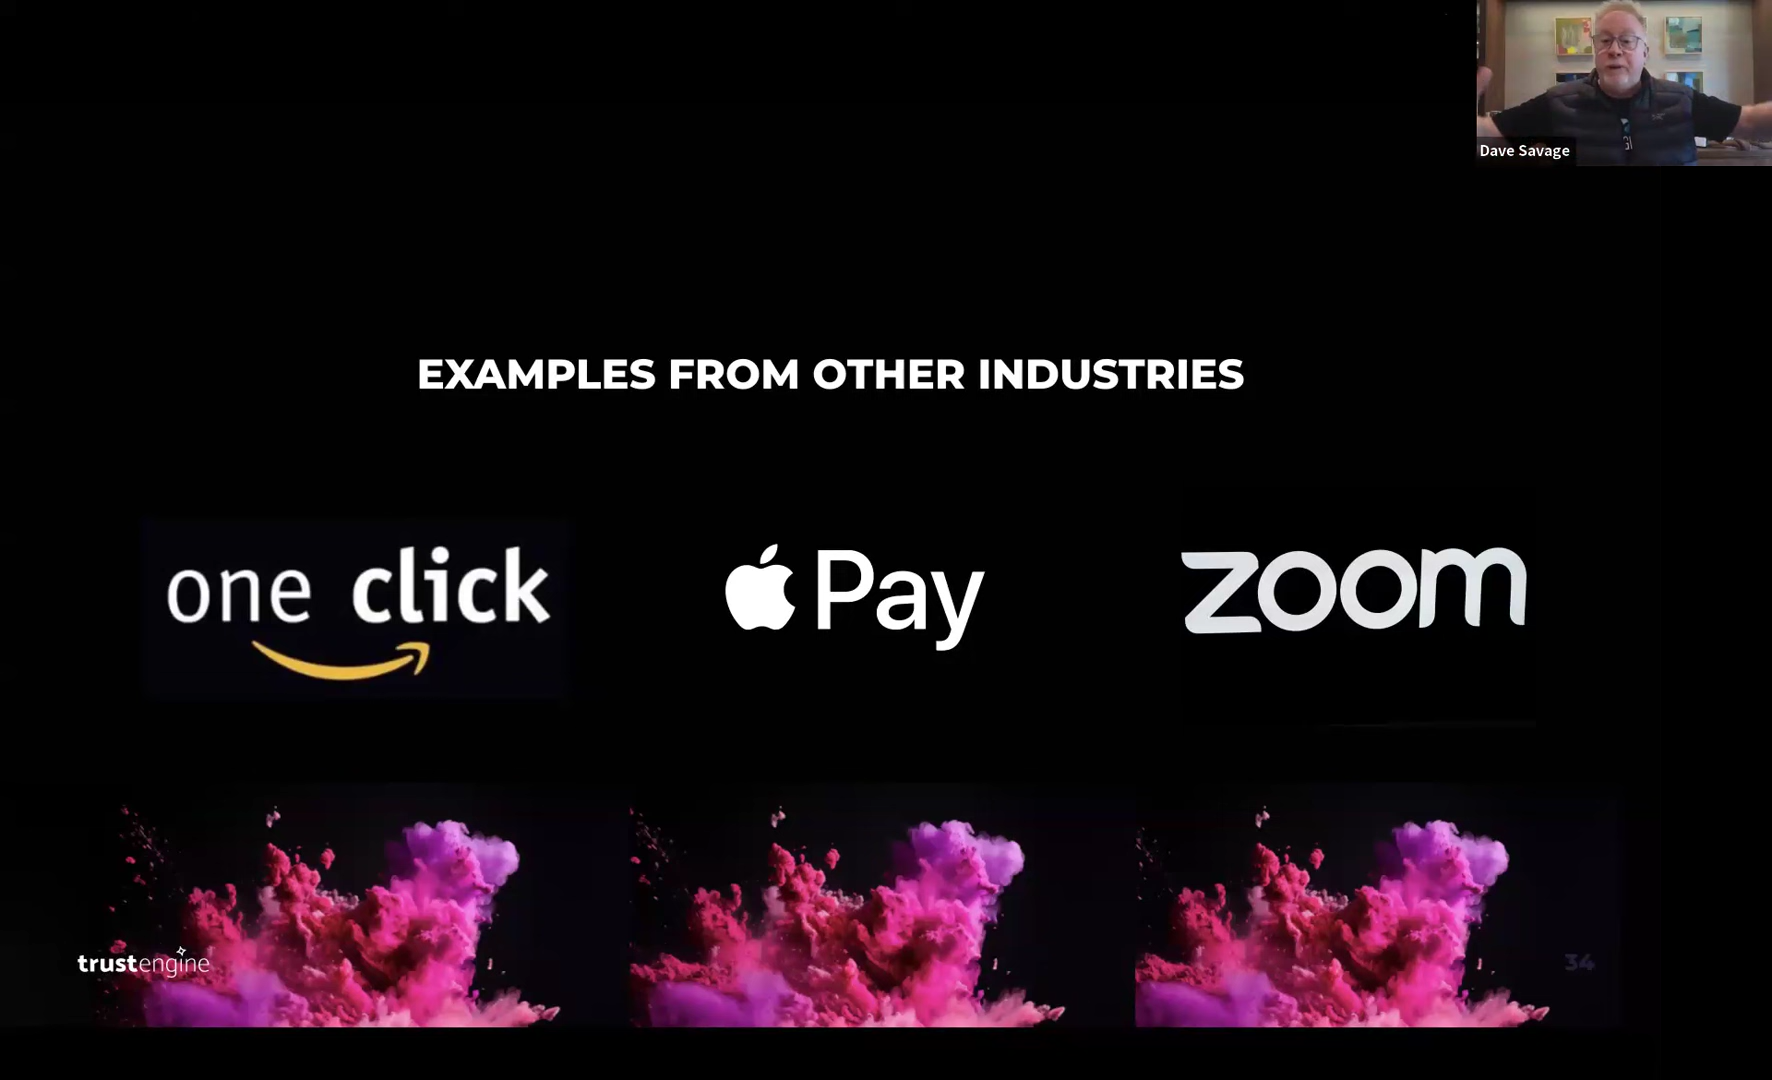 Dave Savage
EXAMPLES FROM OTHER INDUSTRIES
one click
Pay
zoom
trustengine
34